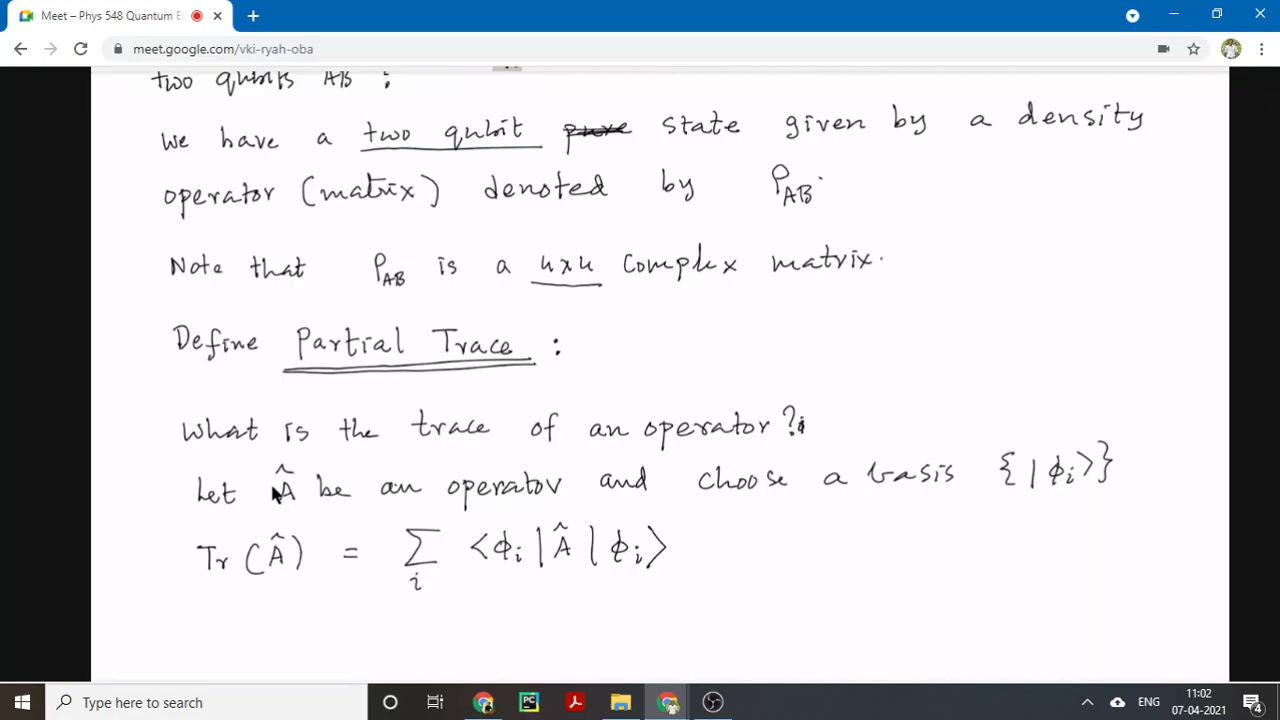 Meet – Phys 548 Quantum E
meet.google.com/vki-ryah-oba
two qubits AB :
We have a two qubit pure state given by a density
operator (matrix) denoted by ρ_AB.
Note that ρ_AB is a 4x4 complex matrix.
Define Partial Trace :
What is the trace of an operator?
Let Â be an operator and choose a basis {|ϕ_i⟩}
Tr (Â) = ∑_i ⟨ϕ_i|Â|ϕ_i⟩
Type here to search
ENG
11:02
07-04-2021
4